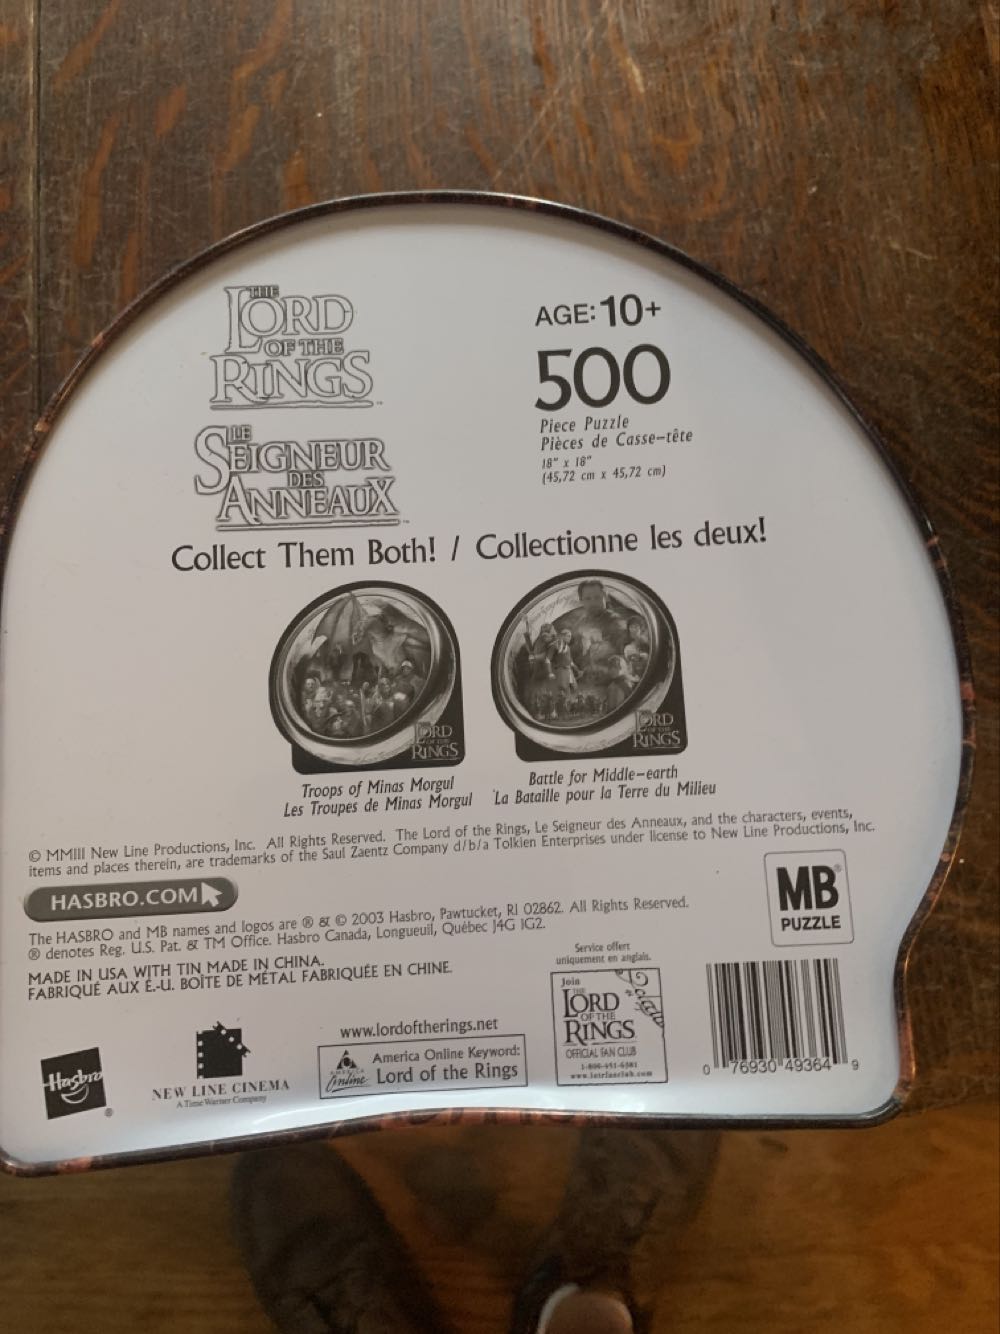 THE
LORD
OF THE
RINGS™
LE
SEIGNEUR
DES
ANNEAUX™
AGE: 10+
500
Piece Puzzle
Pièces de Casse-tête
18" x 18"
(45,72 cm x 45,72 cm)
Collect Them Both! / Collectionne les deux!
LORD
OF THE
RINGS
LORD
OF THE
RINGS
Troops of Minas Morgul
Les Troupes de Minas Morgul
Battle for Middle-earth
La Bataille pour la Terre du Milieu
© MMIII New Line Productions, Inc. All Rights Reserved. The Lord of the Rings, Le Seigneur des Anneaux, and the characters, events,
items and places therein, are trademarks of the Saul Zaentz Company d/b/a Tolkien Enterprises under license to New Line Productions, Inc.
HASBRO.COM
The HASBRO and MB names and logos are ® & © 2003 Hasbro, Pawtucket, RI 02862. All Rights Reserved.
® denotes Reg. U.S. Pat. & TM Office. Hasbro Canada, Longueuil, Québec J4G 1G2.
MADE IN USA WITH TIN MADE IN CHINA.
FABRIQUÉ AUX É.-U. BOÎTE DE MÉTAL FABRIQUÉE EN CHINE.
MB®
PUZZLE
Hasbro®
NEW LINE CINEMA
A Time Warner Company
www.lordoftherings.net
AMERICA
Online
America Online Keyword:
Lord of the Rings
Service offert
uniquement en anglais.
Join
THE
LORD
OF THE
RINGS
OFFICIAL FAN CLUB
www.lotrfanclub.com
0 76930 49364 9